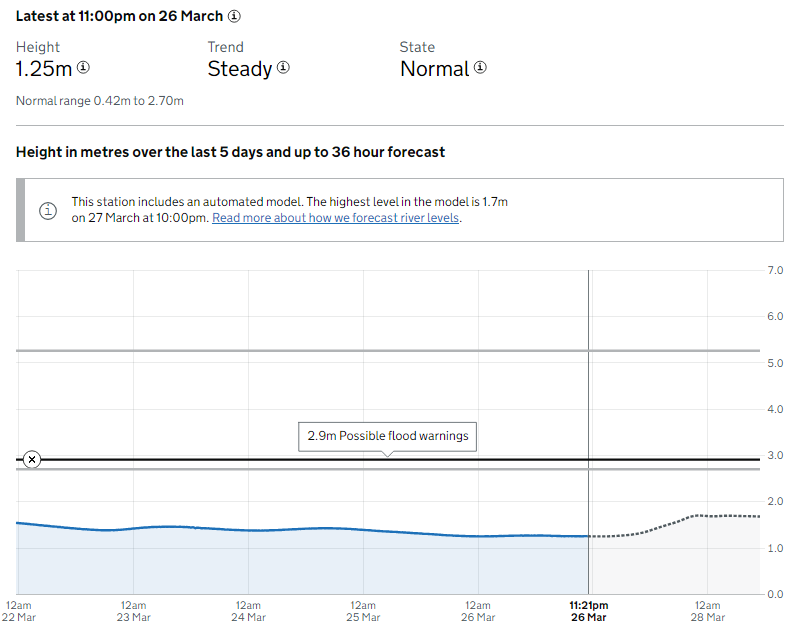 Latest at 11:00pm on 26 March
Height
Trend
State
1.25m
Steady
Normal
Normal range 0.42m to 2.70m
Height in metres over the last 5 days and up to 36 hour forecast
This station includes an automated model. The highest level in the model is 1.7m
on 27 March at 10:00pm. Read more about how we forecast river levels.
7.0
6.0
5.0
4.0
2.9m Possible flood warnings
3.0
2.0
1.0
0.0
12am
22 Mar
12am
23 Mar
12am
24 Mar
12am
25 Mar
12am
26 Mar
11:21pm
26 Mar
12am
28 Mar